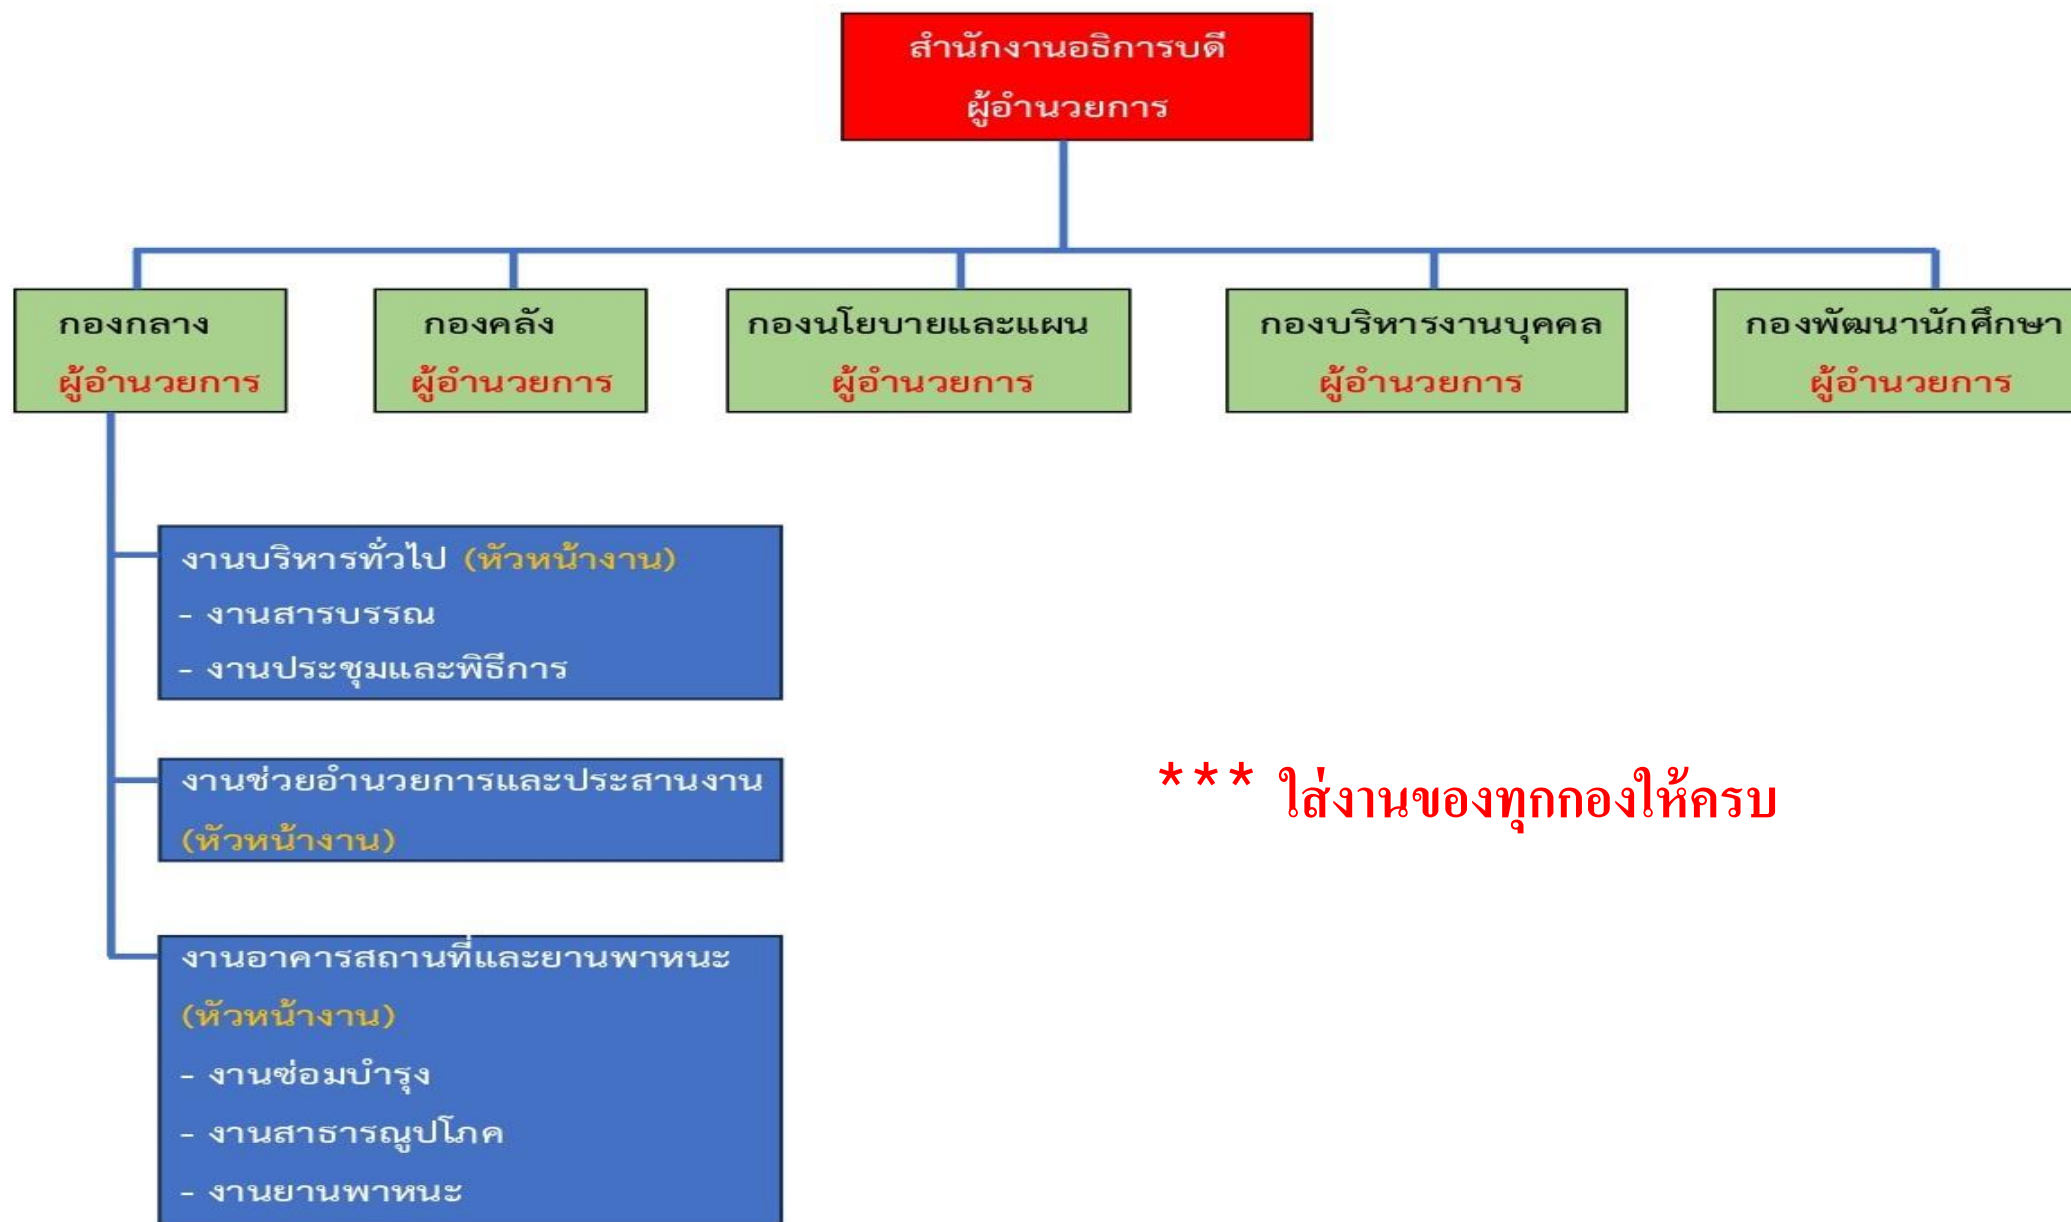 สำนักงานอธิการบดี
ผู้อำนวยการ
กองกลาง
ผู้อำนวยการ
กองคลัง
ผู้อำนวยการ
กองนโยบายและแผน
ผู้อำนวยการ
กองบริหารงานบุคคล
ผู้อำนวยการ
กองพัฒนานักศึกษา
ผู้อำนวยการ
งานบริหารทั่วไป (หัวหน้างาน)
- งานสารบรรณ
- งานประชุมและพิธีการ
งานช่วยอำนวยการและประสานงาน
(หัวหน้างาน)
*** ใส่งานของทุกกองให้ครบ
งานอาคารสถานที่และยานพาหนะ
(หัวหน้างาน)
- งานซ่อมบำรุง
- งานสาธารณูปโภค
- งานยานพาหนะ